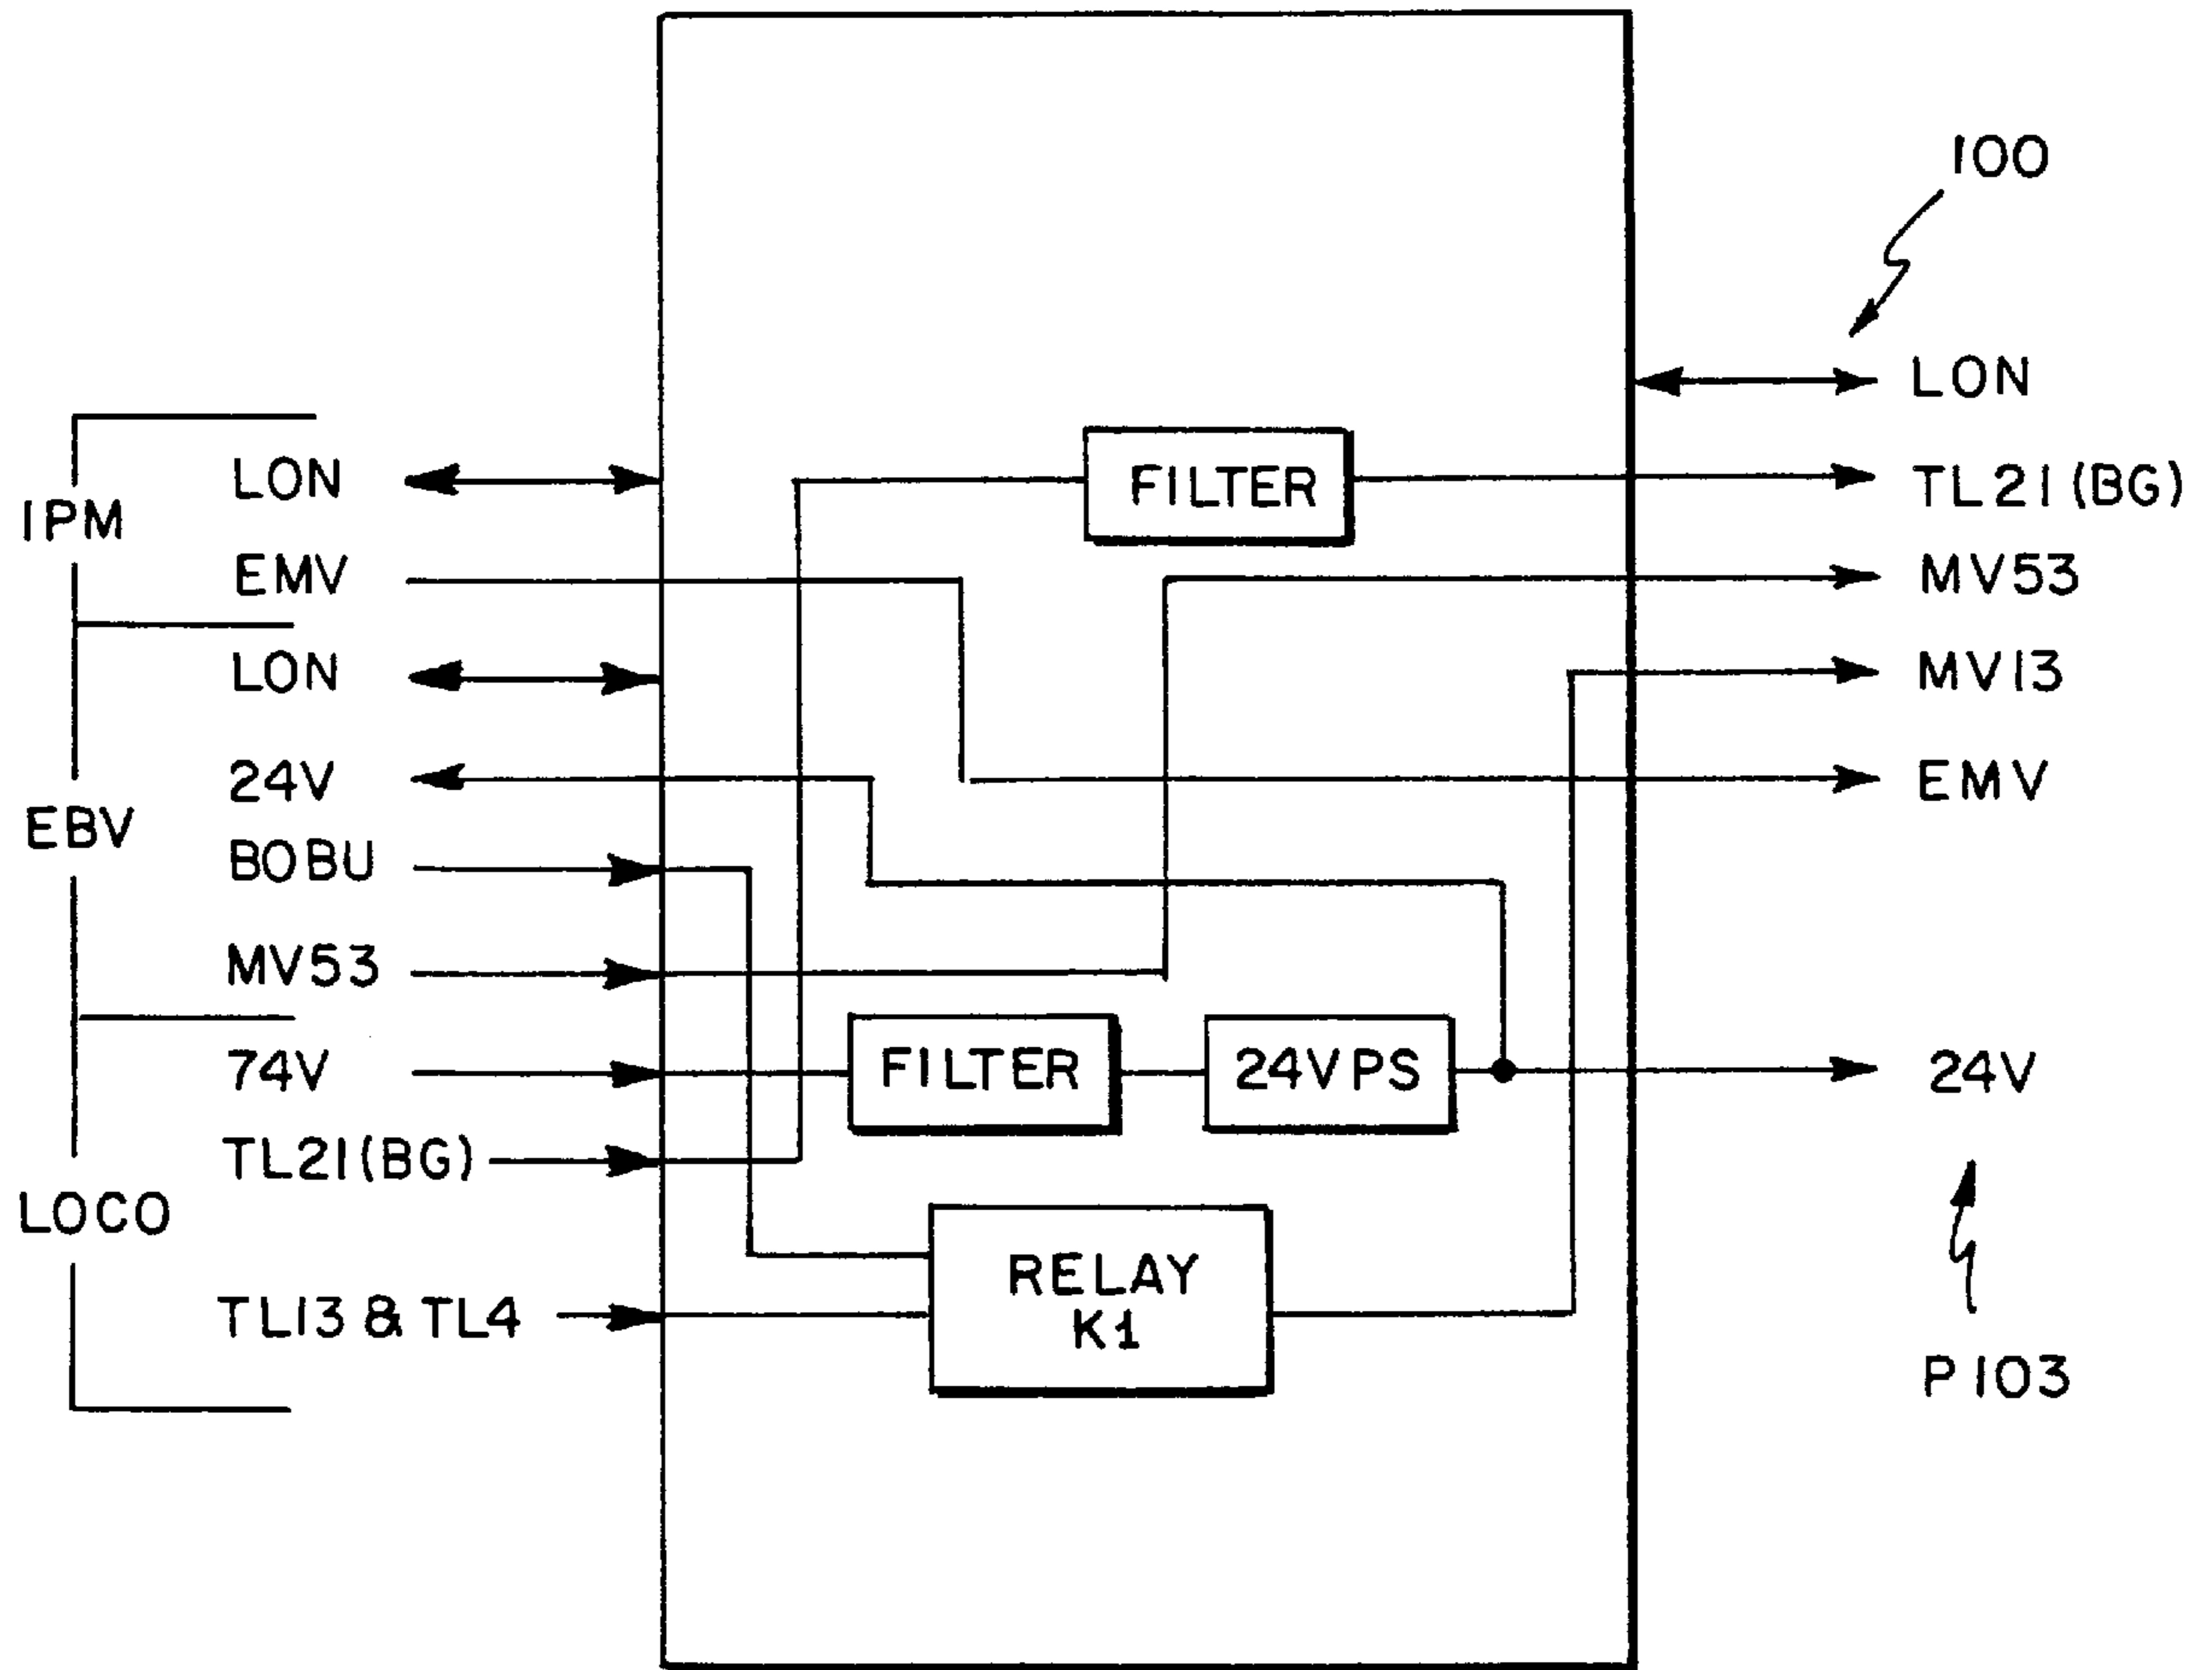 100
LON
IPM
LON
FILTER
TL21(BG)
EMV
MV53
LON
MV13
24V
EMV
EBV
BOBU
MV53
74V
FILTER
24VPS
24V
TL21(BG)
LOCO
RELAY
K1
TL13 & TL4
P103